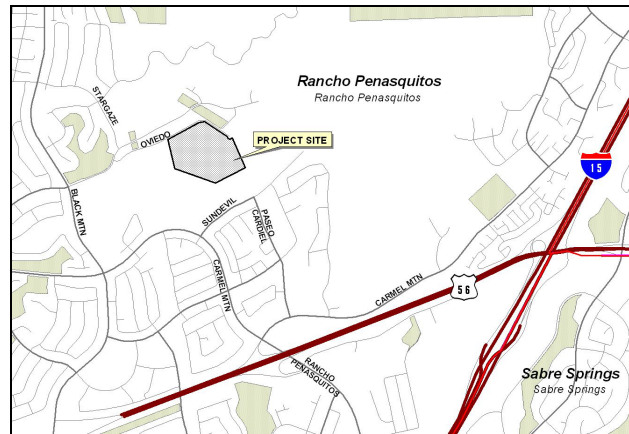 Rancho Penasquitos
Rancho Penasquitos
STARGAZE
OVIEDO
PROJECT SITE
15
BLACK MTN
SUNDEVIL
PASEO
CARDIEL
CARMEL MTN
CARMEL MTN
56
RANCHO
PENASQUITOS
Sabre Springs
Sabre Springs